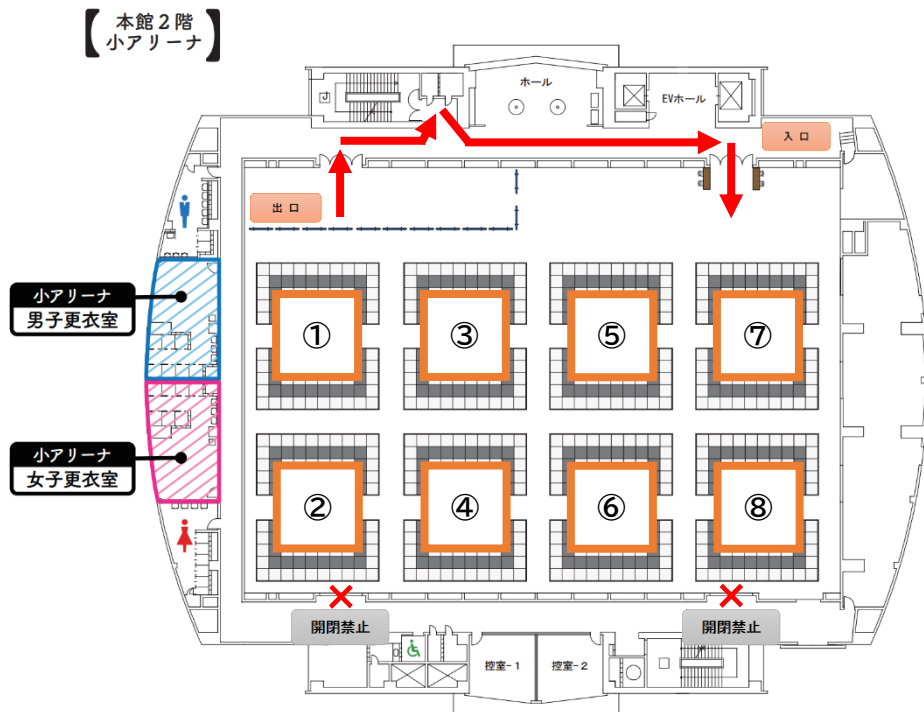 【本館2階
小アリーナ】
ホール
EVホール
J
入口
出口
小アリーナ
男子更衣室
①
③
⑤
⑦
小アリーナ
女子更衣室
②
④
⑥
⑧
開閉禁止
開閉禁止
控室-1
控室-2